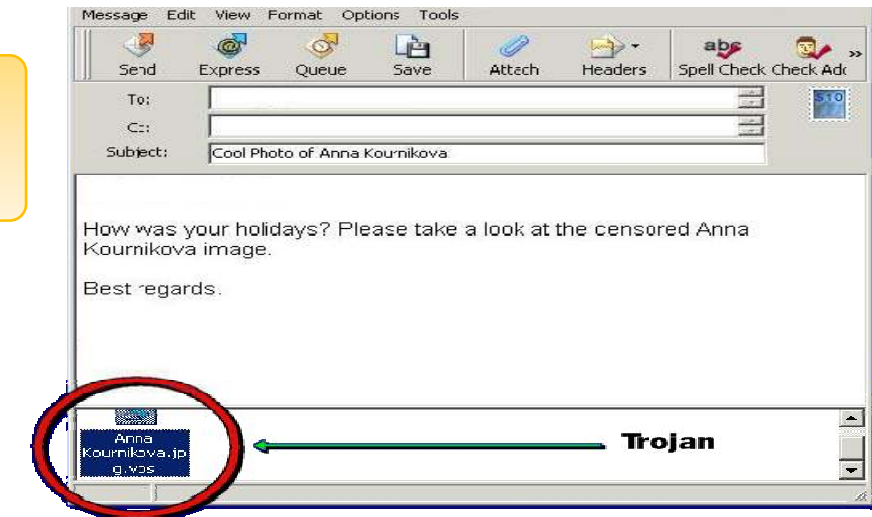 Message Edit View Format Options Tools
Send Express Queue Save Attach Headers Spell Check Check Ad
To:
Subject: Cool Photo of Anna Kournikova
How was your holidays? Please take a look at the censored Anna
Kournikova image.
Best regards.
Anna
Kournikova.jp
g.vbs
Trojan